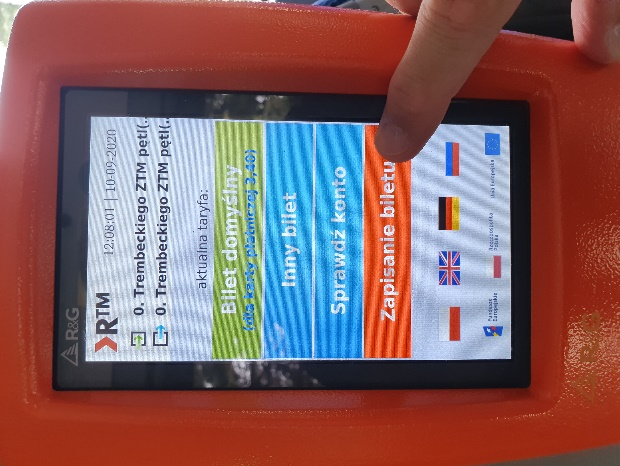 R&G
RTM
12:08:01 | 10-09-2020
0. Trembeckiego ZTM pętl(..
0. Trembeckiego ZTM pętl(..
aktualna taryfa:
Bilet domyślny
(dla karty płatniczej 3,40)
Inny bilet
Sprawdź konto
Zapisanie biletu
Fundusze
Europejskie
Rzeczpospolita
Polska
Unia Europejska